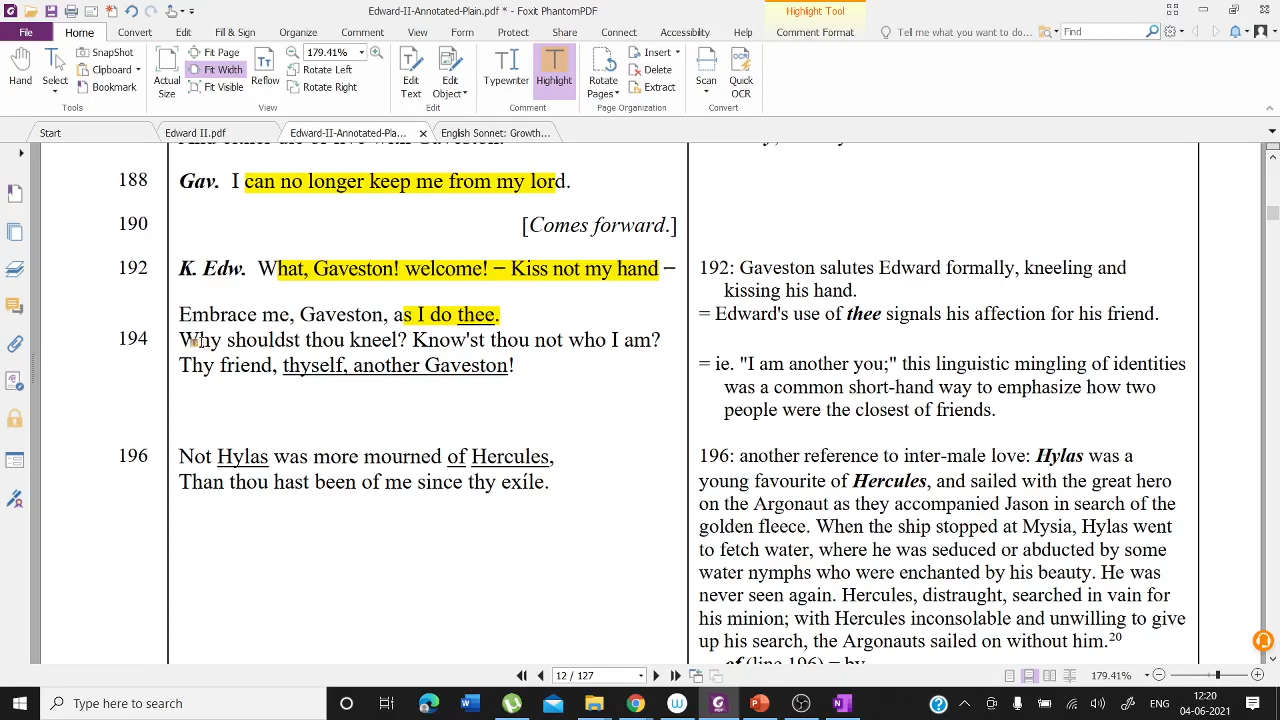 Edward-II-Annotated-Plain.pdf * - Foxit PhantomPDF
Highlight Tool
File Home Convert Edit Organize Comment View Form Protect Share Connect Accessibility Help Comment Format Tell me what you want to do... Find
Hand
Select
SnapShot
Clipboard
Bookmark
Tools
Actual Size
Fit Page
Fit Width
Fit Visible
Reflow
179.41%
Rotate Left
Rotate Right
View
Edit Text
Edit Object
Edit
Typewriter
Highlight
Comment
Rotate Pages
Insert
Delete
Extract
Page Organization
Scan
Quick OCR
Convert
Start Edward II.pdf Edward-II-Annotated-Plai... English Sonnet: Growth...
188 Gav. I can no longer keep me from my lord.
190 [Comes forward.]
192 K. Edw. What, Gaveston! welcome! − Kiss not my hand −
Embrace me, Gaveston, as I do thee.
194 Why shouldst thou kneel? Know'st thou not who I am?
Thy friend, thyself, another Gaveston!
196 Not Hylas was more mourned of Hercules,
Than thou hast been of me since thy exíle.
192: Gaveston salutes Edward formally, kneeling and
kissing his hand.
= Edward's use of thee signals his affection for his friend.
= ie. "I am another you;" this linguistic mingling of identities
was a common short-hand way to emphasize how two
people were the closest of friends.
196: another reference to inter-male love: Hylas was a
young favourite of Hercules, and sailed with the great hero
on the Argonaut as they accompanied Jason in search of the
golden fleece. When the ship stopped at Mysia, Hylas went
to fetch water, where he was seduced or abducted by some
water nymphs who were enchanted by his beauty. He was
never seen again. Hercules, distraught, searched in vain for
his minion; with Hercules inconsolable and unwilling to give
up his search, the Argonauts sailed on without him.20
of (line 196) = by
12 / 127
179.41%
Type here to search
ENG
12:20
04-06-2021